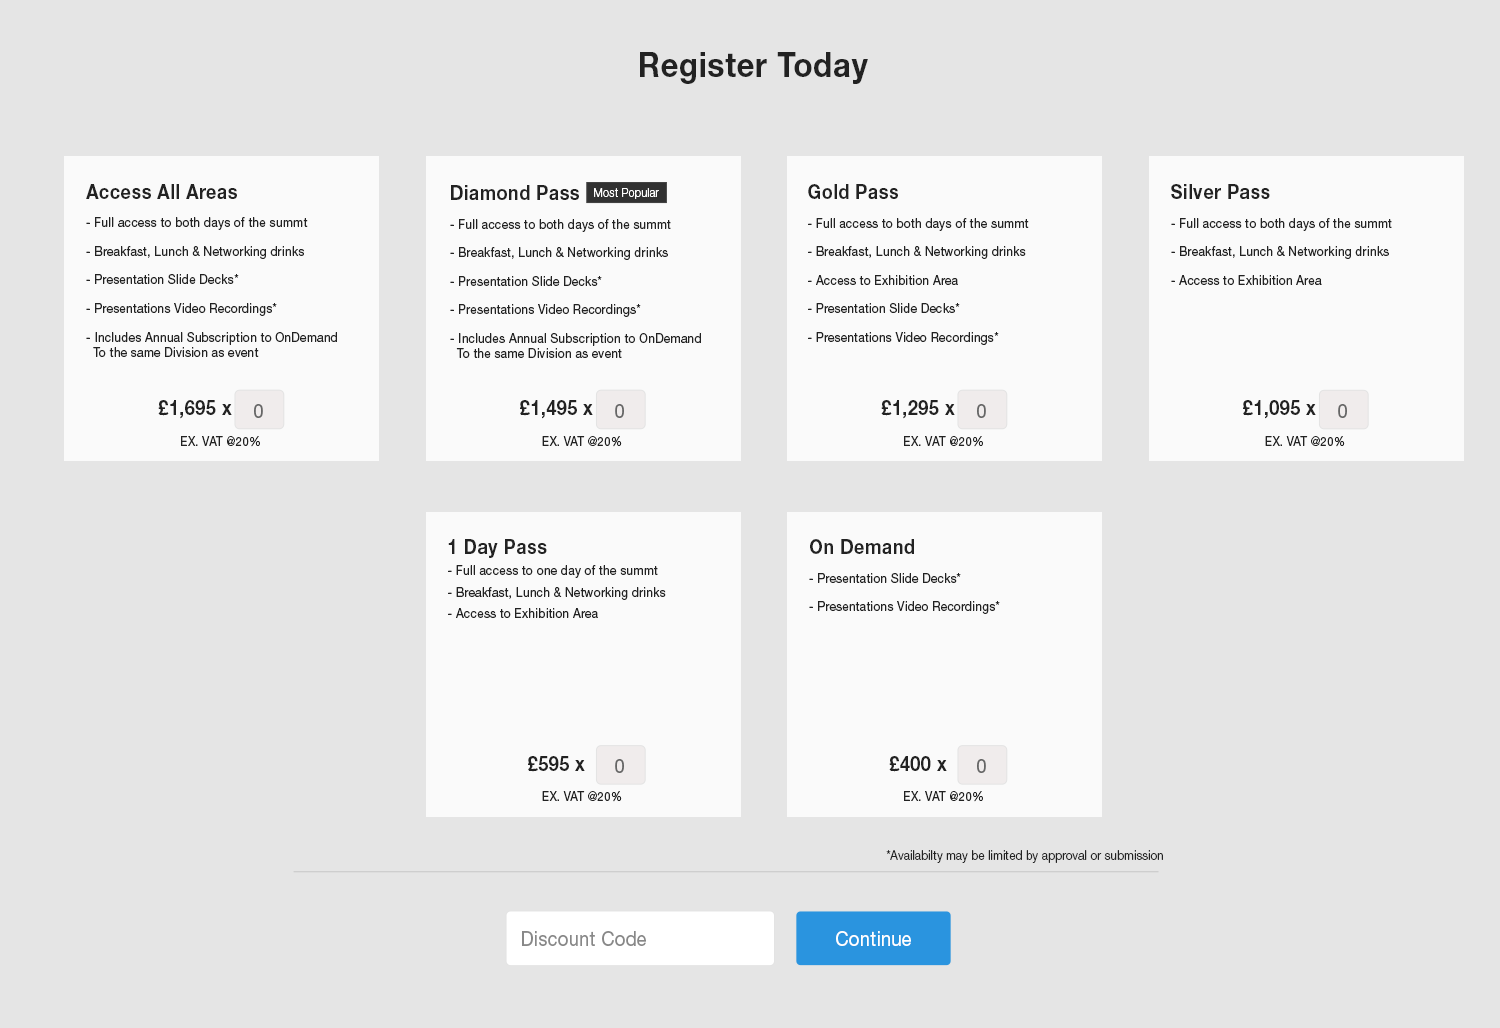 Register Today
Access All Areas
- Full access to both days of the summt
- Breakfast, Lunch & Networking drinks
- Presentation Slide Decks*
- Presentations Video Recordings*
- Includes Annual Subscription to OnDemand
To the same Division as event
£1,695 x 0
EX. VAT @20%
Diamond Pass Most Popular
- Full access to both days of the summt
- Breakfast, Lunch & Networking drinks
- Presentation Slide Decks*
- Presentations Video Recordings*
- Includes Annual Subscription to OnDemand
To the same Division as event
£1,495 x 0
EX. VAT @20%
Gold Pass
- Full access to both days of the summt
- Breakfast, Lunch & Networking drinks
- Access to Exhibition Area
- Presentation Slide Decks*
- Presentations Video Recordings*
£1,295 x 0
EX. VAT @20%
Silver Pass
- Full access to both days of the summt
- Breakfast, Lunch & Networking drinks
- Access to Exhibition Area
£1,095 x 0
EX. VAT @20%
1 Day Pass
- Full access to one day of the summt
- Breakfast, Lunch & Networking drinks
- Access to Exhibition Area
£595 x 0
EX. VAT @20%
On Demand
- Presentation Slide Decks*
- Presentations Video Recordings*
£400 x 0
EX. VAT @20%
*Availabilty may be limited by approval or submission
Discount Code
Continue